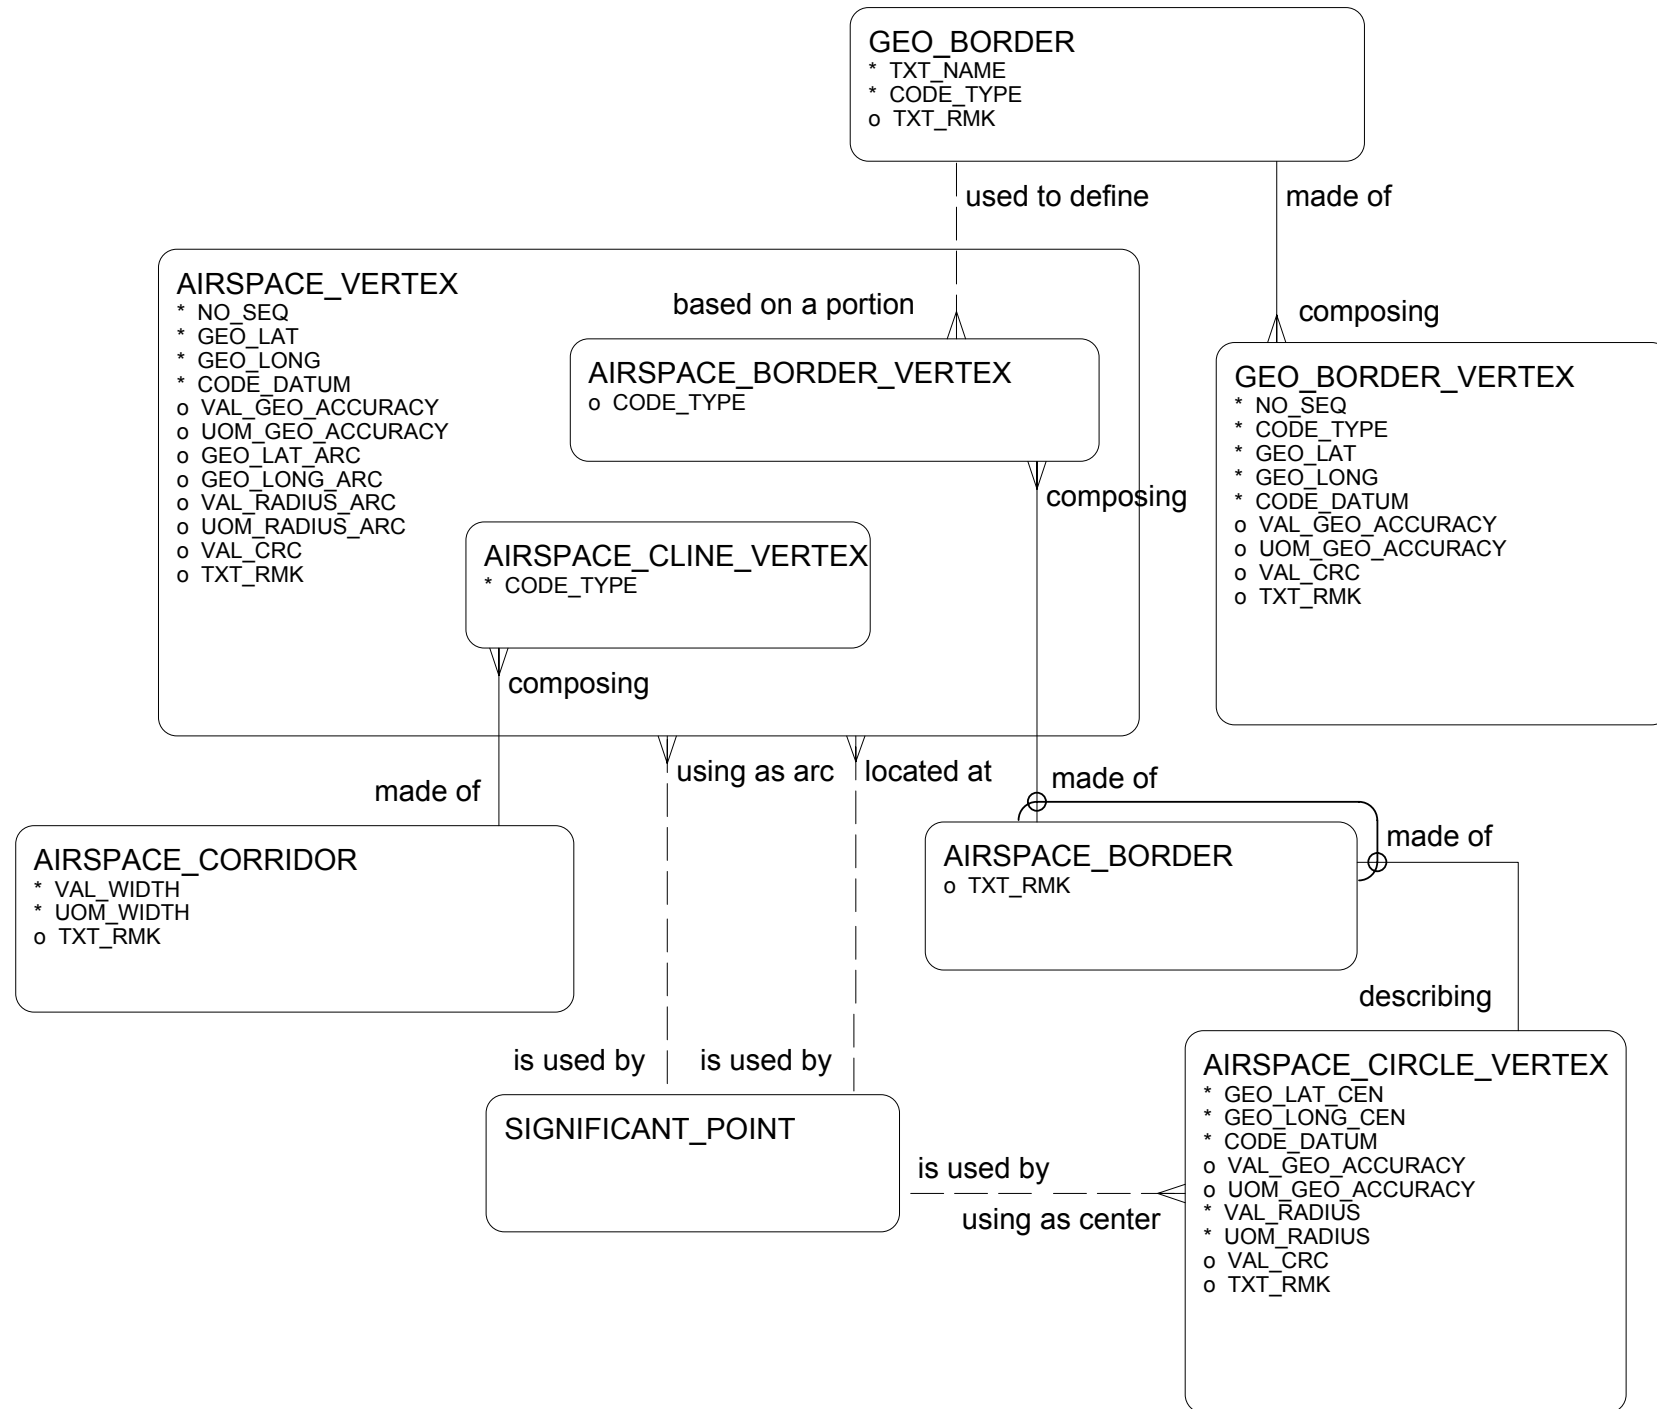 GEO_BORDER
* TXT_NAME
* CODE_TYPE
o TXT_RMK
used to define
made of
AIRSPACE_VERTEX
* NO_SEQ
* GEO_LAT
* GEO_LONG
* CODE_DATUM
o VAL_GEO_ACCURACY
o UOM_GEO_ACCURACY
o GEO_LAT_ARC
o GEO_LONG_ARC
o VAL_RADIUS_ARC
o UOM_RADIUS_ARC
o VAL_CRC
o TXT_RMK
based on a portion
composing
AIRSPACE_BORDER_VERTEX
o CODE_TYPE
GEO_BORDER_VERTEX
* NO_SEQ
* CODE_TYPE
* GEO_LAT
* GEO_LONG
* CODE_DATUM
o VAL_GEO_ACCURACY
o UOM_GEO_ACCURACY
o VAL_CRC
o TXT_RMK
composing
AIRSPACE_CLINE_VERTEX
* CODE_TYPE
composing
made of
using as arc
located at
made of
made of
AIRSPACE_CORRIDOR
* VAL_WIDTH
* UOM_WIDTH
o TXT_RMK
AIRSPACE_BORDER
o TXT_RMK
describing
is used by
is used by
SIGNIFICANT_POINT
is used by
using as center
AIRSPACE_CIRCLE_VERTEX
* GEO_LAT_CEN
* GEO_LONG_CEN
* CODE_DATUM
o VAL_GEO_ACCURACY
o UOM_GEO_ACCURACY
* VAL_RADIUS
* UOM_RADIUS
o VAL_CRC
o TXT_RMK